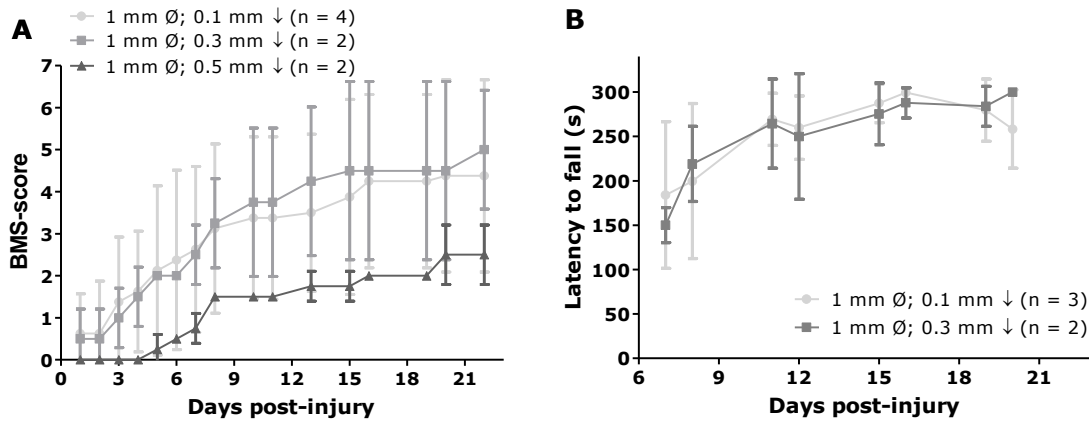 A
1 mm Ø; 0.1 mm ↓ (n = 4)
1 mm Ø; 0.3 mm ↓ (n = 2)
1 mm Ø; 0.5 mm ↓ (n = 2)
BMS-score
7
6
5
4
3
2
1
0
0 3 6 9 12 15 18 21
Days post-injury
B
Latency to fall (s)
300
250
200
150
100
50
0
1 mm Ø; 0.1 mm ↓ (n = 3)
1 mm Ø; 0.3 mm ↓ (n = 2)
6 8 12 15 18 21
Days post-injury